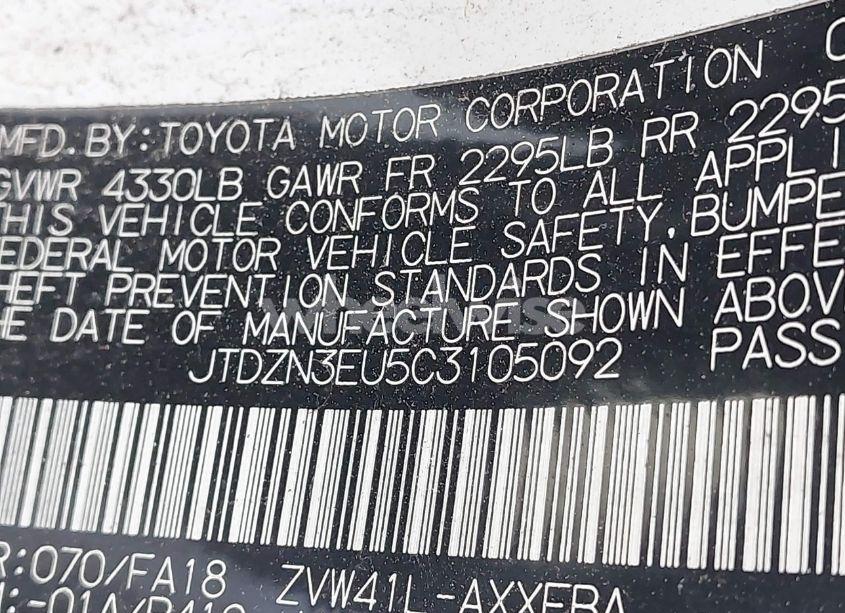 MFD. BY: TOYOTA MOTOR CORPORATION
GVWR 4330LB GAWR FR 2295LB RR 2295
THIS VEHICLE CONFORMS TO ALL APPLI
FEDERAL MOTOR VEHICLE SAFETY, BUMPE
HEFT PREVENTION STANDARDS IN EFFE
HE DATE OF MANUFACTURE SHOWN ABOV
JTDZN3EU5C3105092 PASS
R:070/FA18 ZVW41L-AXXEBA